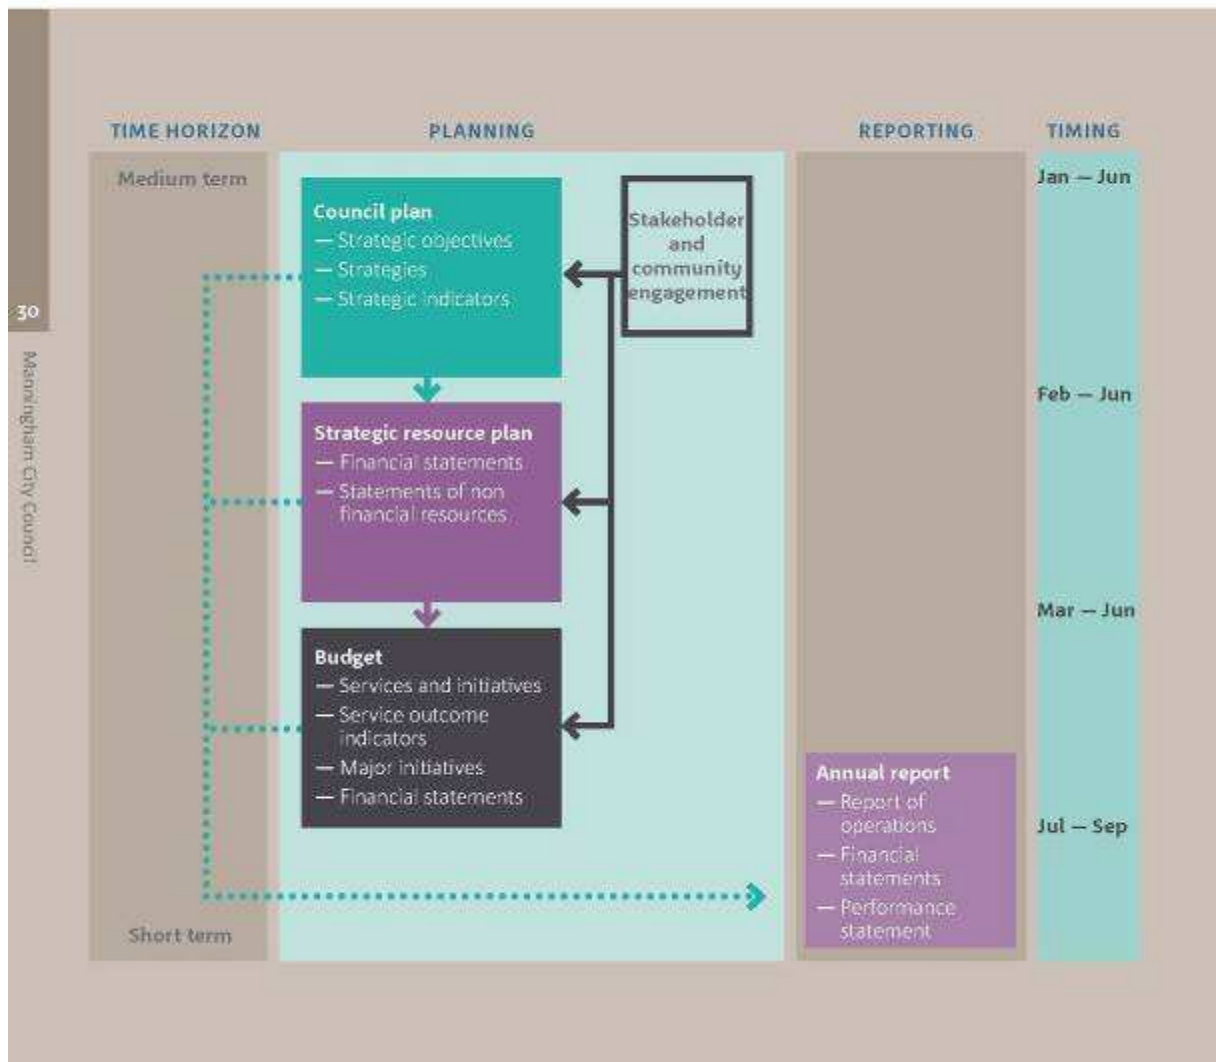 TIME HORIZON
PLANNING
REPORTING
TIMING
Medium term
Council plan
— Strategic objectives
— Strategies
— Strategic indicators
Stakeholder
and
community
engagement
Jan — Jun
30
Manningham City Council
Feb — Jun
Strategic resource plan
— Financial statements
— Statements of non
financial resources
Mar — Jun
Budget
— Services and initiatives
— Service outcome
indicators
— Major initiatives
— Financial statements
Annual report
— Report of
operations
— Financial
statements
— Performance
statement
Jul — Sep
Short term